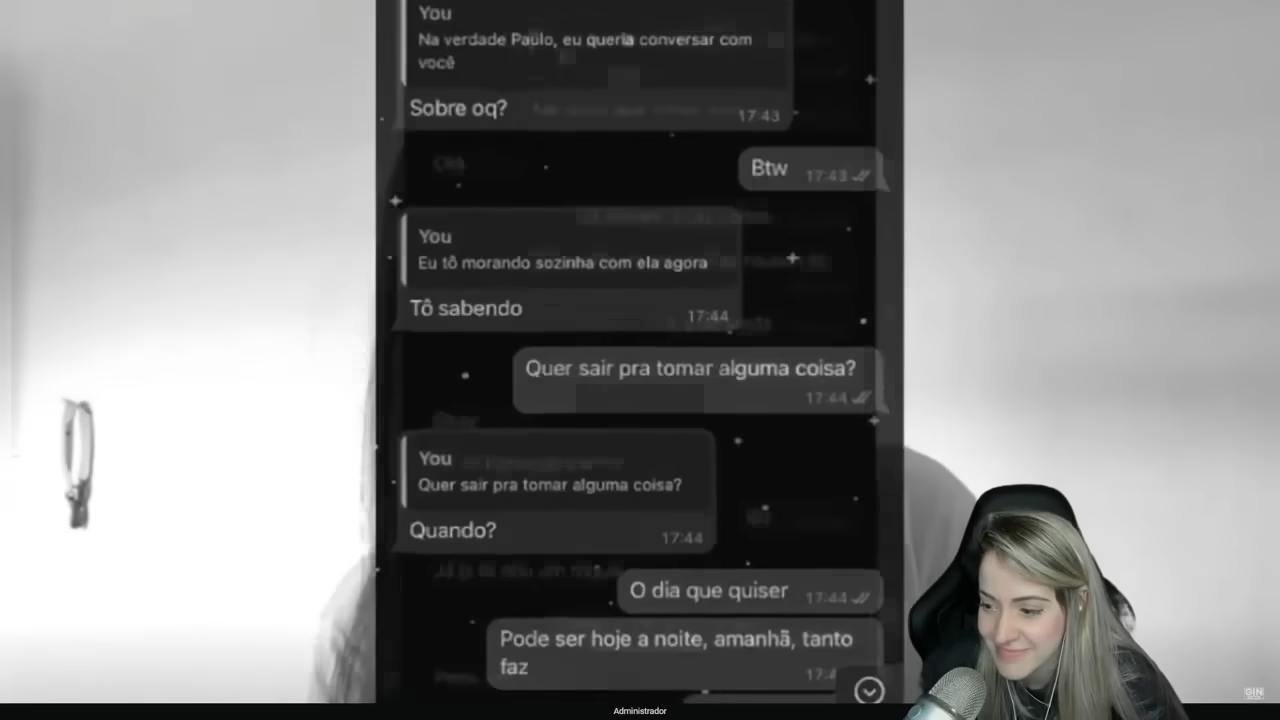 You
Na verdade Paulo, eu queria conversar com
você
Sobre oq?
17:43
Btw
17:43
You
Eu tô morando sozinha com ela agora
Tô sabendo
17:44
Quer sair pra tomar alguma coisa?
17:44
You
Quer sair pra tomar alguma coisa?
Quando?
17:44
O dia que quiser
17:44
Pode ser hoje a noite, amanhã, tanto
faz
Administrador
GIN